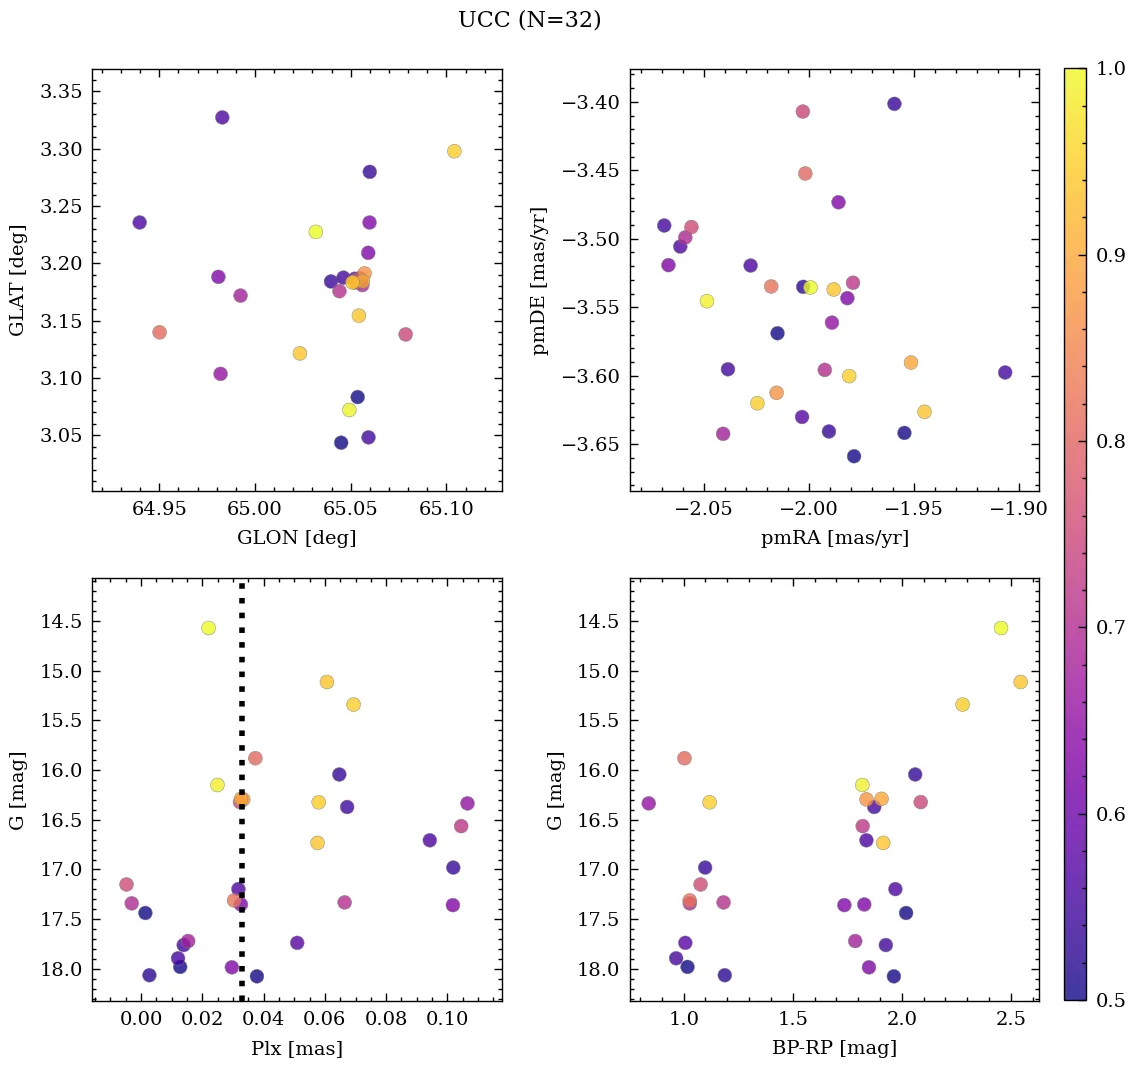 UCC (N=32)
3.35
3.30
3.25
3.20
3.15
3.10
3.05
GLAT [deg]
64.95 65.00 65.05 65.10
GLON [deg]
−3.40
−3.45
−3.50
−3.55
−3.60
−3.65
pmDE [mas/yr]
−2.05 −2.00 −1.95 −1.90
pmRA [mas/yr]
14.5
15.0
15.5
16.0
16.5
17.0
17.5
18.0
G [mag]
0.00 0.02 0.04 0.06 0.08 0.10
Plx [mas]
14.5
15.0
15.5
16.0
16.5
17.0
17.5
18.0
G [mag]
1.0 1.5 2.0 2.5
BP-RP [mag]
1.0
0.9
0.8
0.7
0.6
0.5